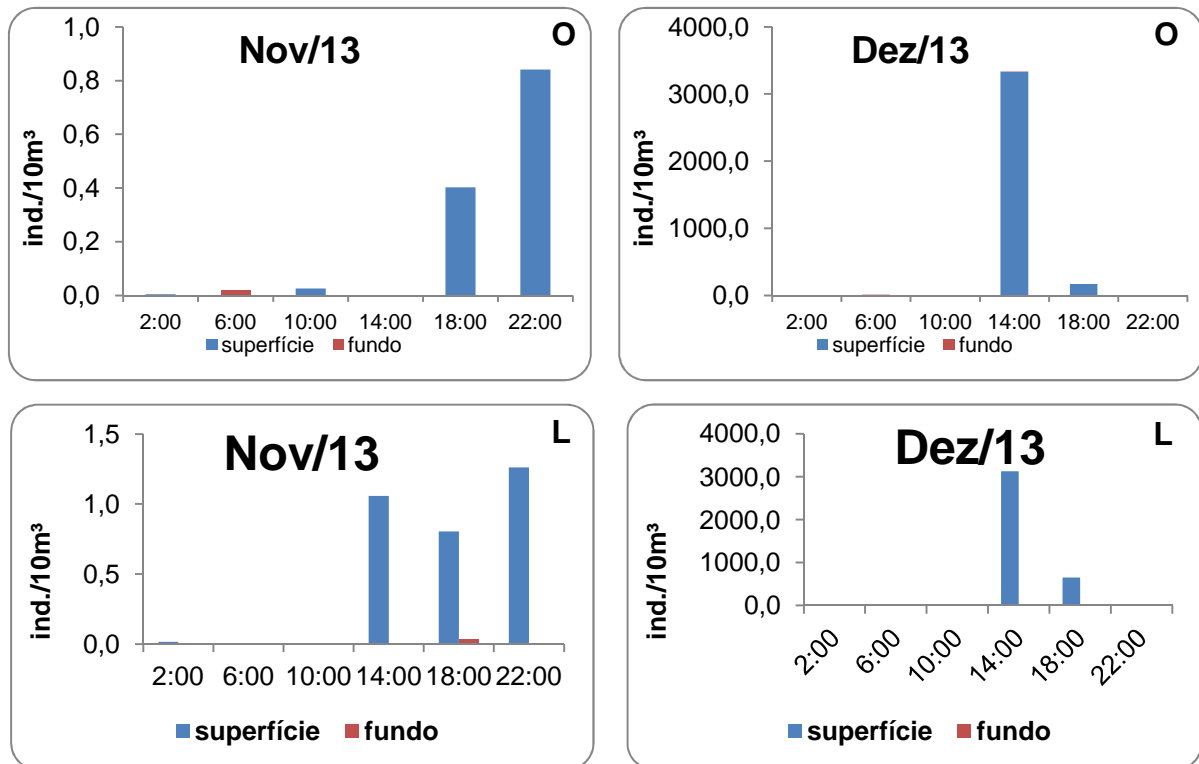 Nov/13
O
ind./10m³
1,0
0,8
0,6
0,4
0,2
0,0
2:00 6:00 10:00 14:00 18:00 22:00
superfície fundo
Dez/13
O
ind./10m³
4000,0
3000,0
2000,0
1000,0
0,0
2:00 6:00 10:00 14:00 18:00 22:00
superfície fundo
Nov/13
L
ind./10m³
1,5
1,0
0,5
0,0
2:00 6:00 10:00 14:00 18:00 22:00
superfície fundo
Dez/13
L
ind./10m³
4000,0
3000,0
2000,0
1000,0
0,0
2:00 6:00 10:00 14:00 18:00 22:00
superfície fundo